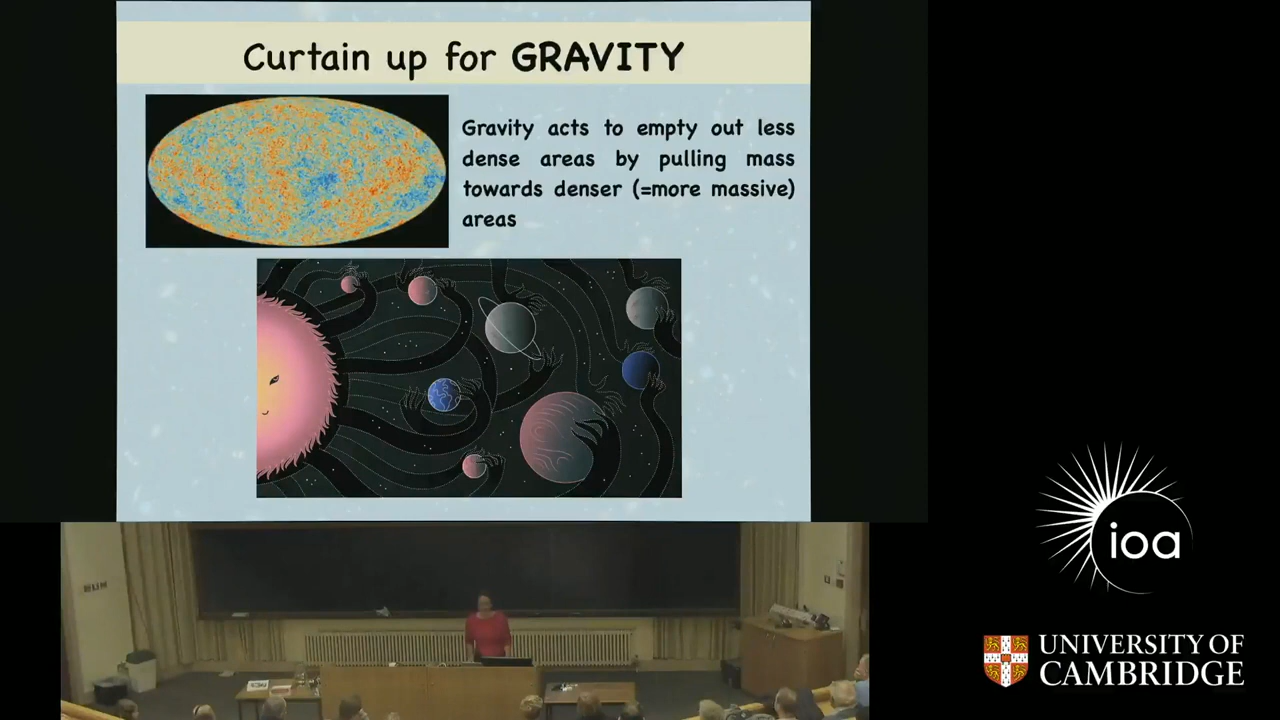 Curtain up for GRAVITY
Gravity acts to empty out less
dense areas by pulling mass
towards denser (=more massive)
areas
ioa
UNIVERSITY OF
CAMBRIDGE